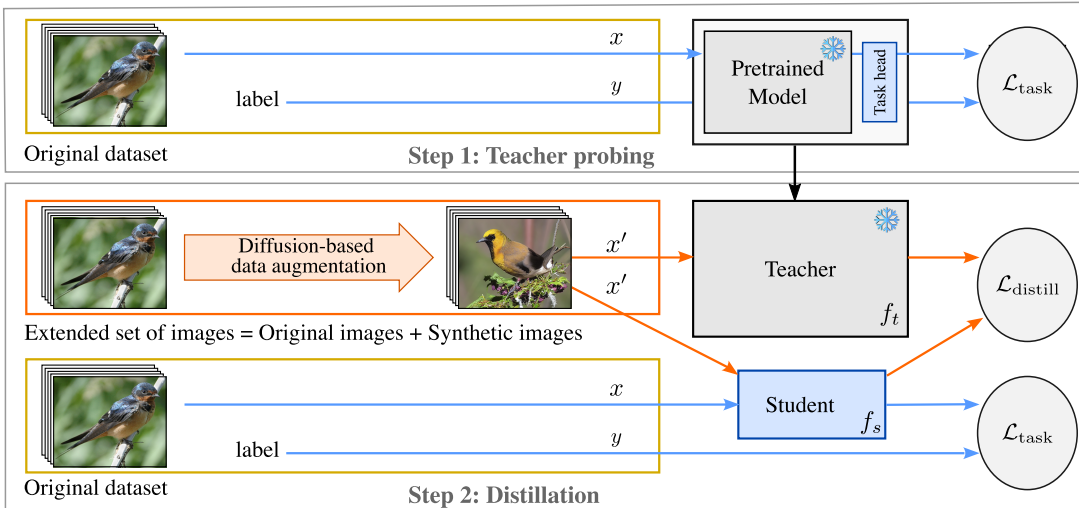 x
Pretrained
Model
Task head
ℒtask
label
y
Original dataset
Step 1: Teacher probing
Diffusion-based
data augmentation
x′
x′
Teacher
fₜ
ℒdistill
Extended set of images = Original images + Synthetic images
x
Student
fₛ
ℒtask
label
y
Original dataset
Step 2: Distillation